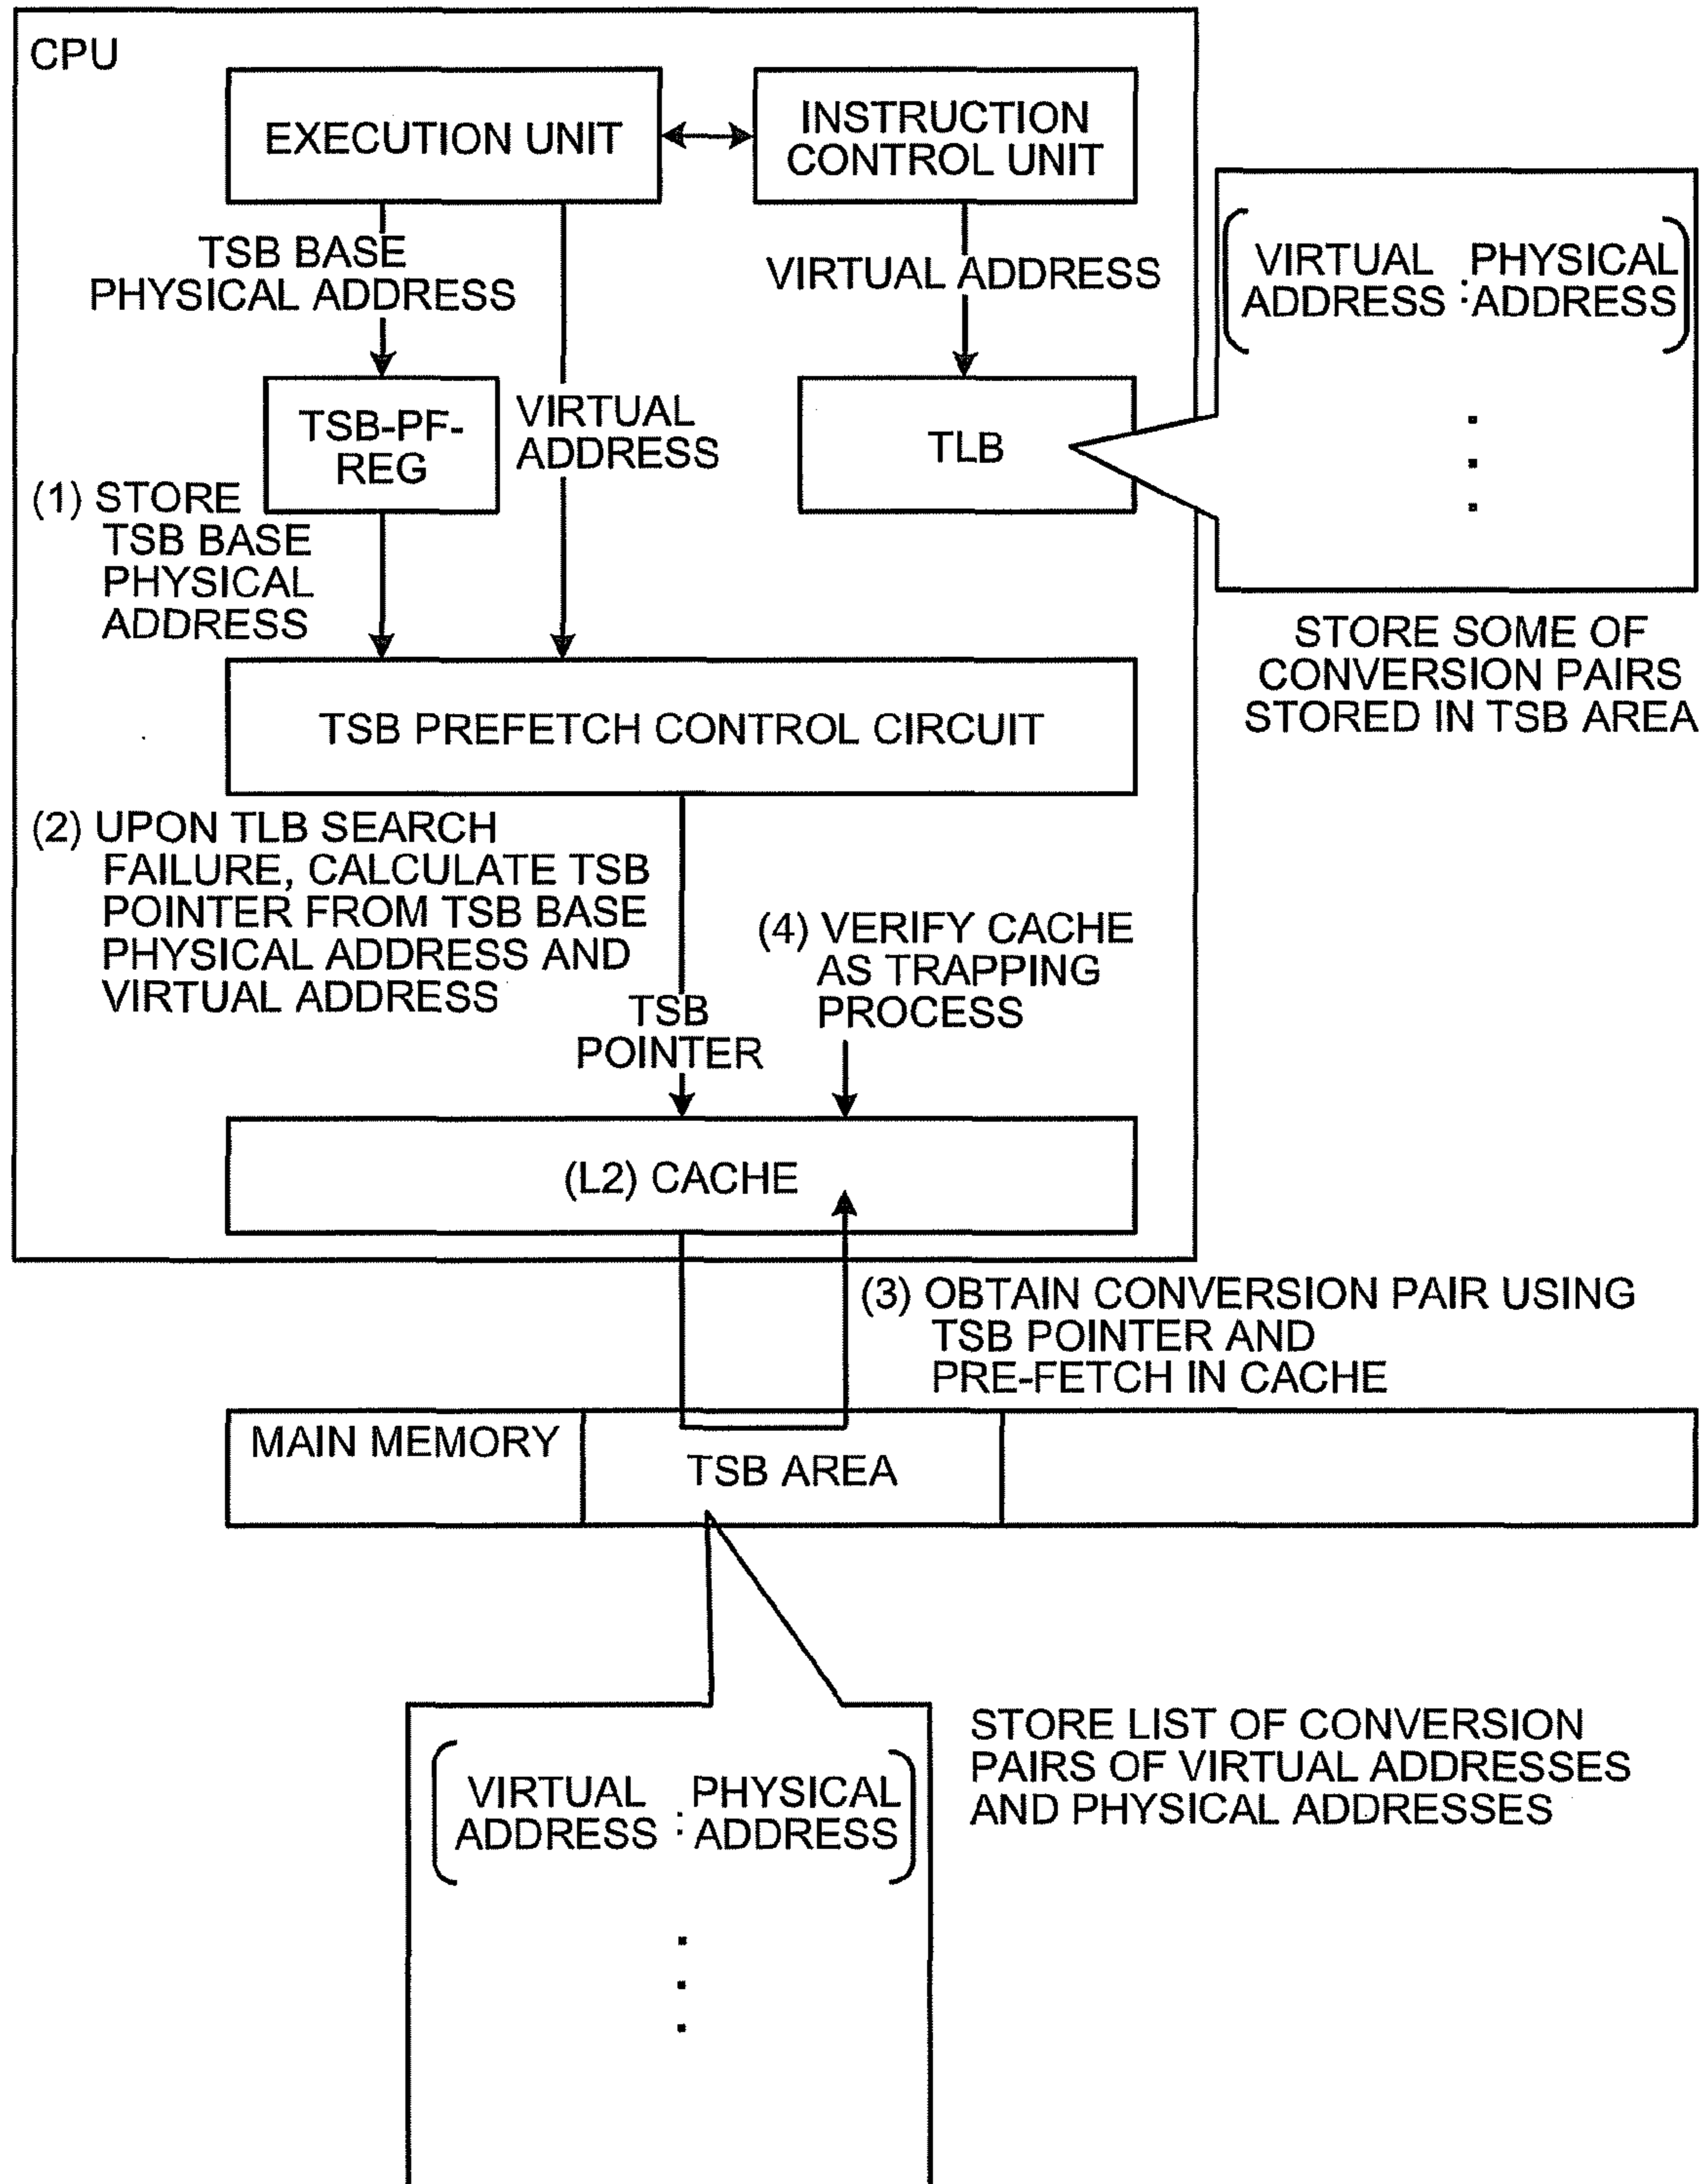 CPU
EXECUTION UNIT
INSTRUCTION
CONTROL UNIT
TSB BASE
PHYSICAL ADDRESS
VIRTUAL ADDRESS
VIRTUAL PHYSICAL
ADDRESS : ADDRESS
TSB-PF-
REG
VIRTUAL
ADDRESS
TLB
(1) STORE
TSB BASE
PHYSICAL
ADDRESS
STORE SOME OF
CONVERSION PAIRS
STORED IN TSB AREA
TSB PREFETCH CONTROL CIRCUIT
(2) UPON TLB SEARCH
FAILURE, CALCULATE TSB
POINTER FROM TSB BASE
PHYSICAL ADDRESS AND
VIRTUAL ADDRESS
TSB
POINTER
(4) VERIFY CACHE
AS TRAPPING
PROCESS
(L2) CACHE
(3) OBTAIN CONVERSION PAIR USING
TSB POINTER AND
PRE-FETCH IN CACHE
MAIN MEMORY
TSB AREA
VIRTUAL PHYSICAL
ADDRESS : ADDRESS
STORE LIST OF CONVERSION
PAIRS OF VIRTUAL ADDRESSES
AND PHYSICAL ADDRESSES